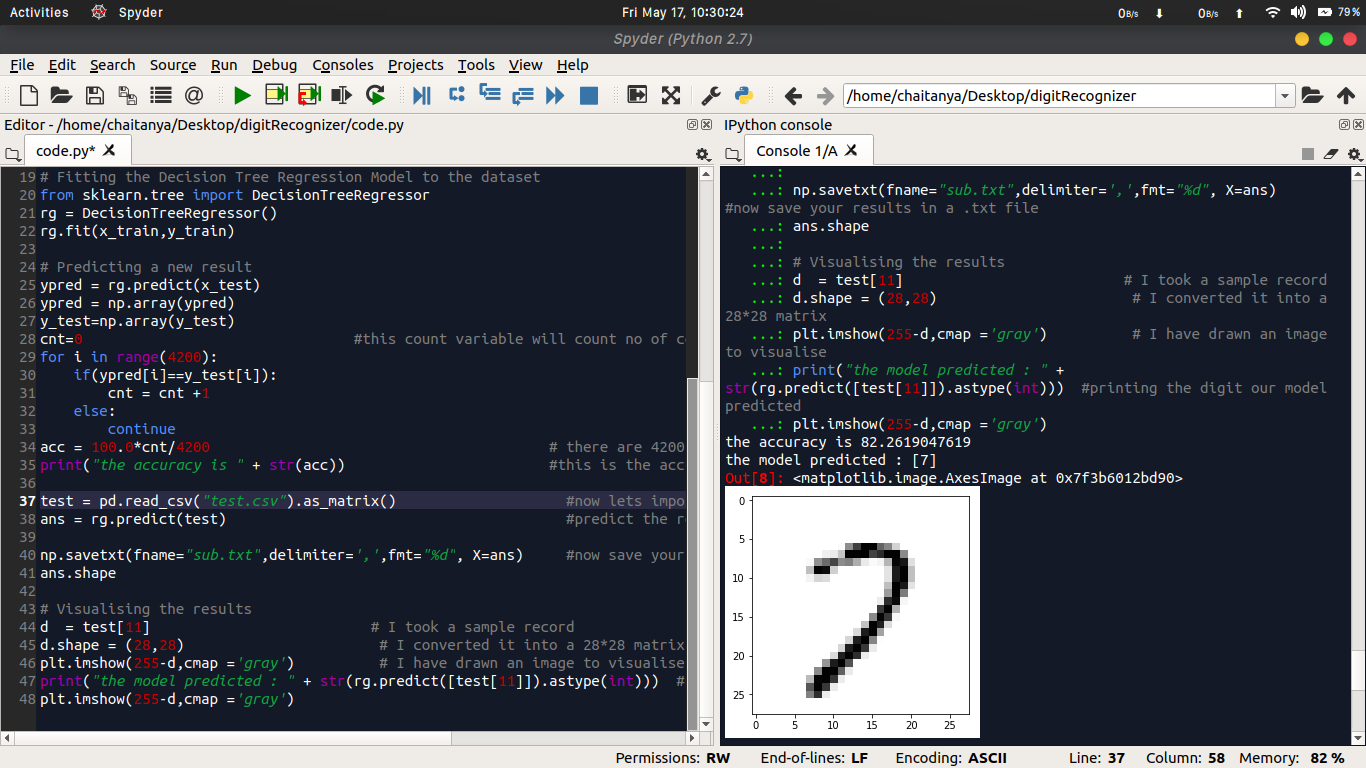 Activities Spyder Fri May 17, 10:30:24 0B/s 0B/s 79%
Spyder (Python 2.7)
File Edit Search Source Run Debug Consoles Projects Tools View Help
/home/chaitanya/Desktop/digitRecognizer
Editor - /home/chaitanya/Desktop/digitRecognizer/code.py
code.py*
19 # Fitting the Decision Tree Regression Model to the dataset
20 from sklearn.tree import DecisionTreeRegressor
21 rg = DecisionTreeRegressor()
22 rg.fit(x_train,y_train)
23
24 # Predicting a new result
25 ypred = rg.predict(x_test)
26 ypred = np.array(ypred)
27 y_test=np.array(y_test)
28 cnt=0 #this count variable will count no of c
29 for i in range(4200):
30 if(ypred[i]==y_test[i]):
31 cnt = cnt +1
32 else:
33 continue
34 acc = 100.0*cnt/4200 # there are 4200
35 print("the accuracy is " + str(acc)) #this is the acc
36
37 test = pd.read_csv("test.csv").as_matrix() #now lets impo
38 ans = rg.predict(test) #predict the r
39
40 np.savetxt(fname="sub.txt",delimiter=',',fmt="%d", X=ans) #now save your
41 ans.shape
42
43 # Visualising the results
44 d = test[11] # I took a sample record
45 d.shape = (28,28) # I converted it into a 28*28 matrix
46 plt.imshow(255-d,cmap ='gray') # I have drawn an image to visualise
47 print("the model predicted : " + str(rg.predict([test[11]]).astype(int))) #
48 plt.imshow(255-d,cmap ='gray')
IPython console
Console 1/A
...:
...: np.savetxt(fname="sub.txt",delimiter=',',fmt="%d", X=ans)
#now save your results in a .txt file
...: ans.shape
...:
...: # Visualising the results
...: d = test[11] # I took a sample record
...: d.shape = (28,28) # I converted it into a
28*28 matrix
...: plt.imshow(255-d,cmap ='gray') # I have drawn an image
to visualise
...: print("the model predicted : " +
str(rg.predict([test[11]]).astype(int))) #printing the digit our model
predicted
...: plt.imshow(255-d,cmap ='gray')
the accuracy is 82.2619047619
the model predicted : [7]
Out[8]: <matplotlib.image.AxesImage at 0x7f3b6012bd90>
0
5
10
15
20
25
0 5 10 15 20 25
Permissions: RW End-of-lines: LF Encoding: ASCII Line: 37 Column: 58 Memory: 82 %